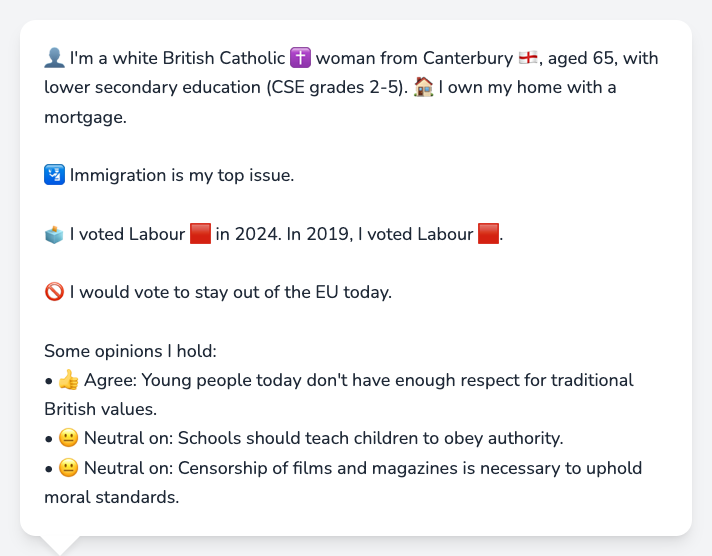 👤 I'm a white British Catholic ✝️ woman from Canterbury 🏴󠁧󠁢󠁥󠁮󠁧󠁿, aged 65, with
lower secondary education (CSE grades 2-5). 🏠 I own my home with a
mortgage.
🛂 Immigration is my top issue.
🗳️ I voted Labour 🟥 in 2024. In 2019, I voted Labour 🟥.
🚫 I would vote to stay out of the EU today.
Some opinions I hold:
• 👍 Agree: Young people today don't have enough respect for traditional
British values.
• 😐 Neutral on: Schools should teach children to obey authority.
• 😐 Neutral on: Censorship of films and magazines is necessary to uphold
moral standards.